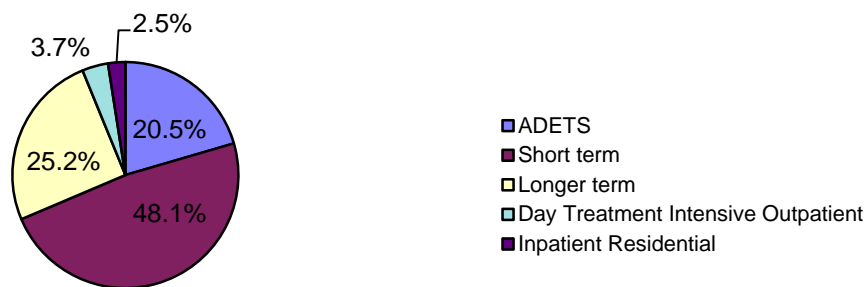 2.5%
3.7%
20.5%
25.2%
48.1%
ADETS
Short term
Longer term
Day Treatment Intensive Outpatient
Inpatient Residential